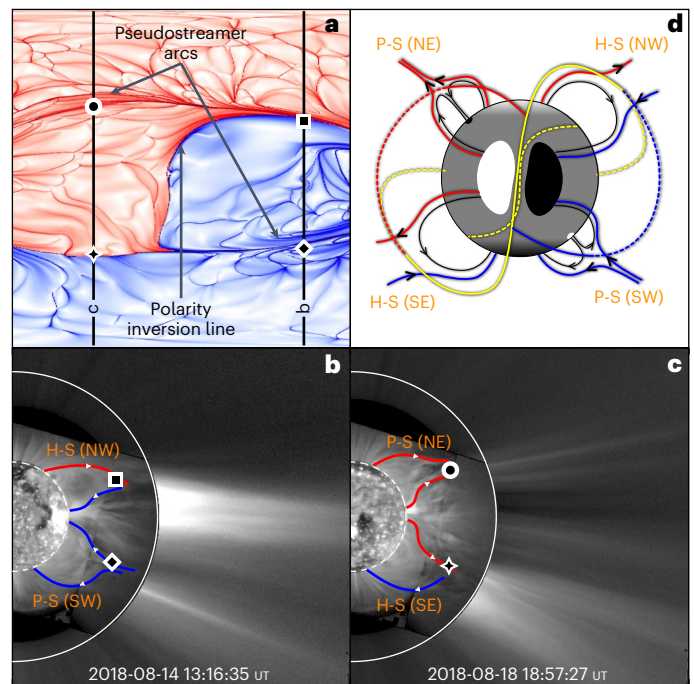 a
Pseudostreamer
arcs
Polarity
inversion line
c
b
d
P-S (NE)
H-S (NW)
H-S (SE)
P-S (SW)
b
H-S (NW)
P-S (SW)
2018-08-14 13:16:35 UT
c
P-S (NE)
H-S (SE)
2018-08-18 18:57:27 UT